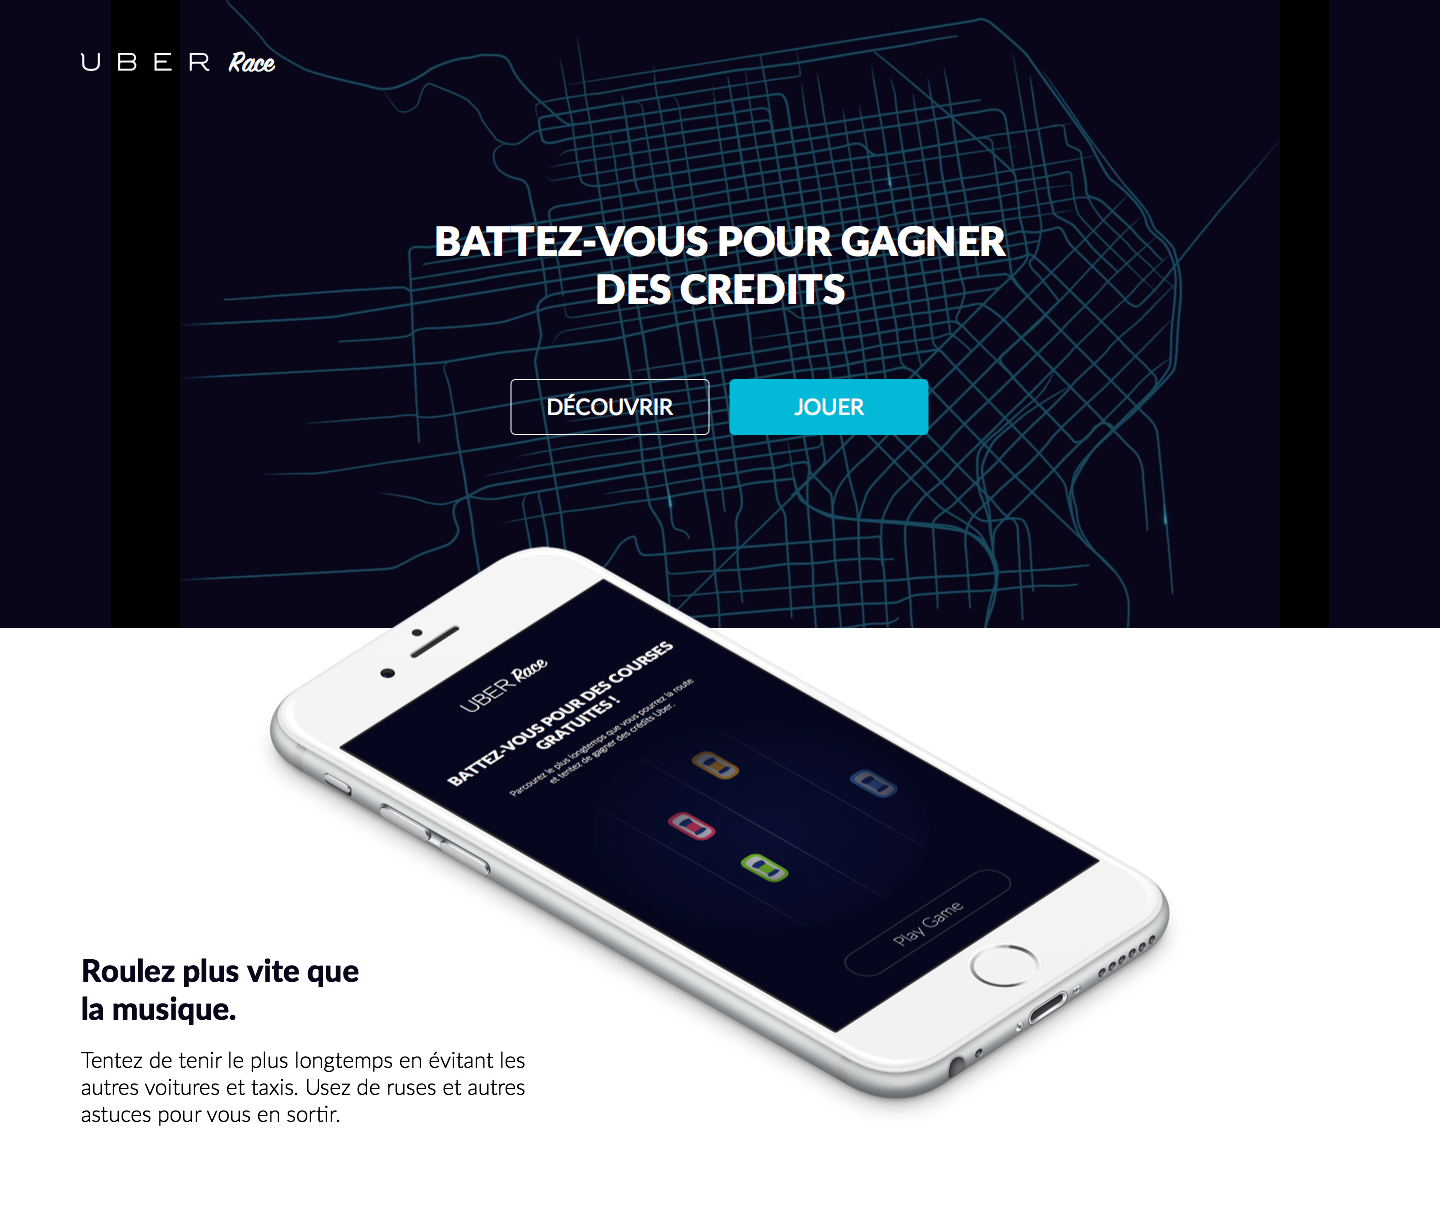 UBER Race
BATTEZ-VOUS POUR GAGNER
DES CREDITS
DÉCOUVRIR
JOUER
UBER Race
BATTEZ-VOUS POUR DES COURSES
GRATUITES !
Parcourez le plus longtemps que vous pourrez la route
et tentez de gagner des crédits Uber.
Play Game
Roulez plus vite que
la musique.
Tentez de tenir le plus longtemps en évitant les
autres voitures et taxis. Usez de ruses et autres
astuces pour vous en sortir.